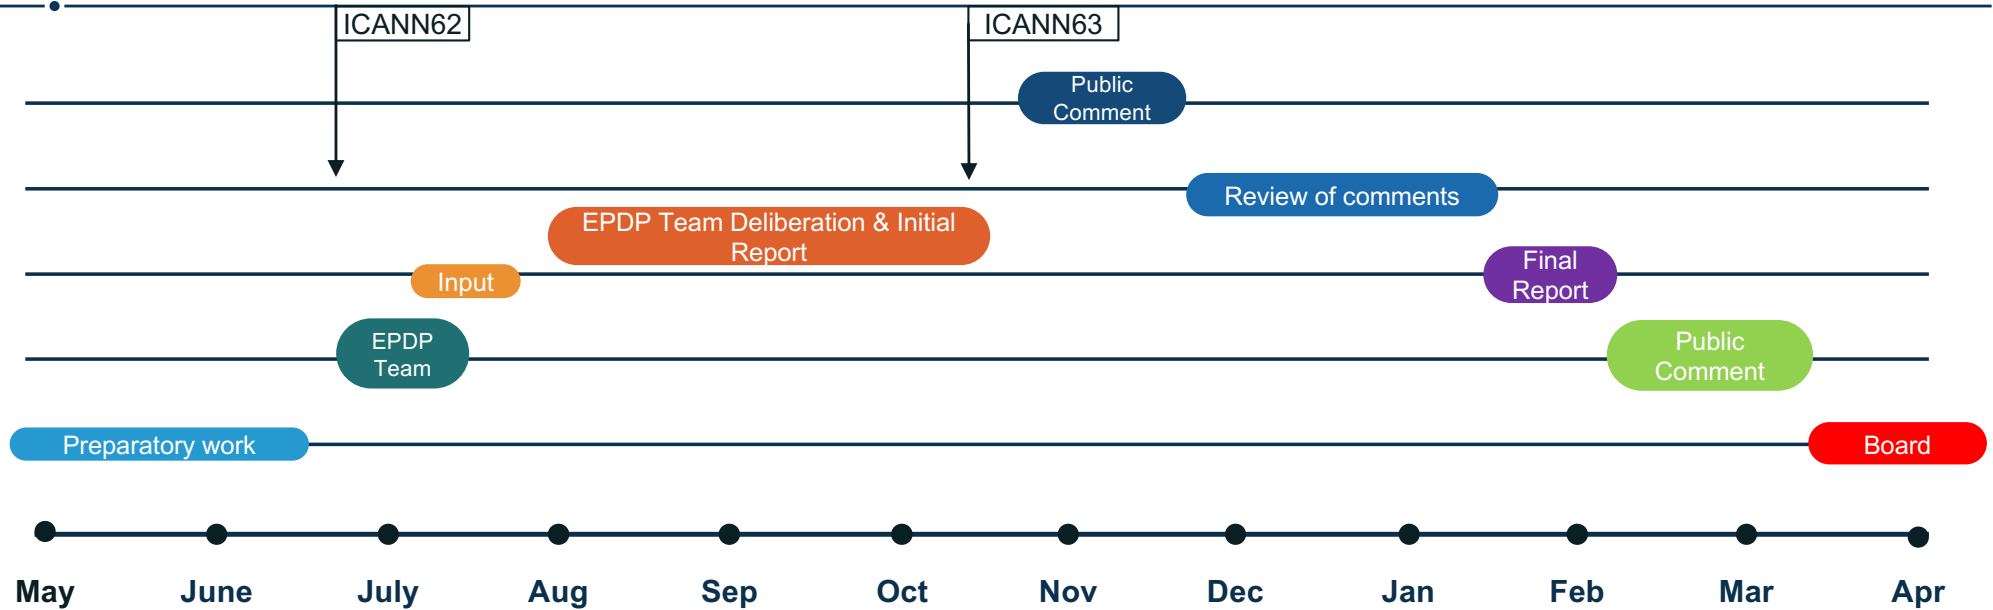 ICANN62
ICANN63
Public
Comment
Review of comments
EPDP Team Deliberation & Initial
Report
Input
Final
Report
EPDP
Team
Public
Comment
Preparatory work
Board
May June July Aug Sep Oct Nov Dec Jan Feb Mar Apr